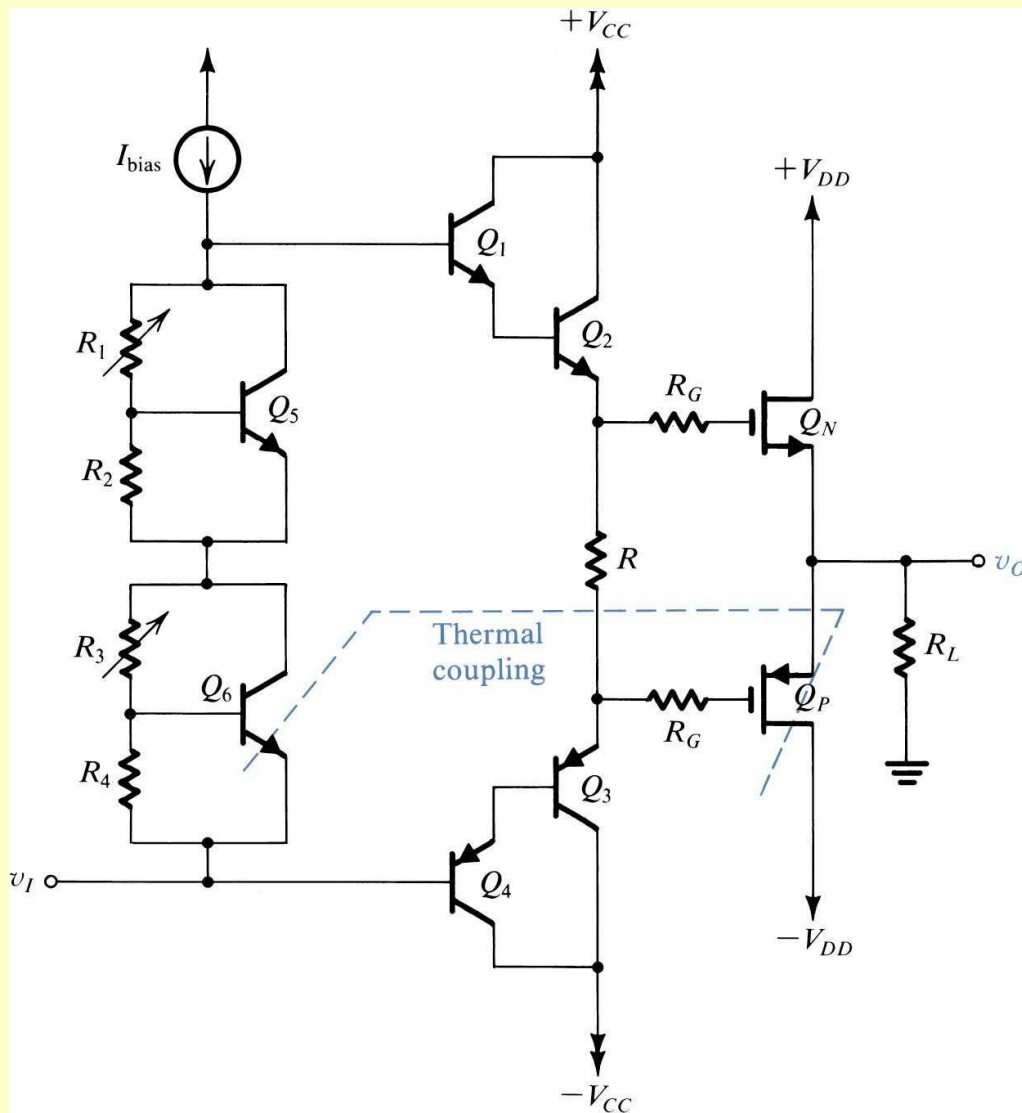 +V_CC
I_bias
+V_DD
Q_1
Q_2
R_G
R_1
Q_5
Q_N
R_2
R
v_O
Thermal
coupling
R_3
R_L
Q_6
Q_P
R_G
R_4
Q_3
v_I
Q_4
−V_DD
−V_CC